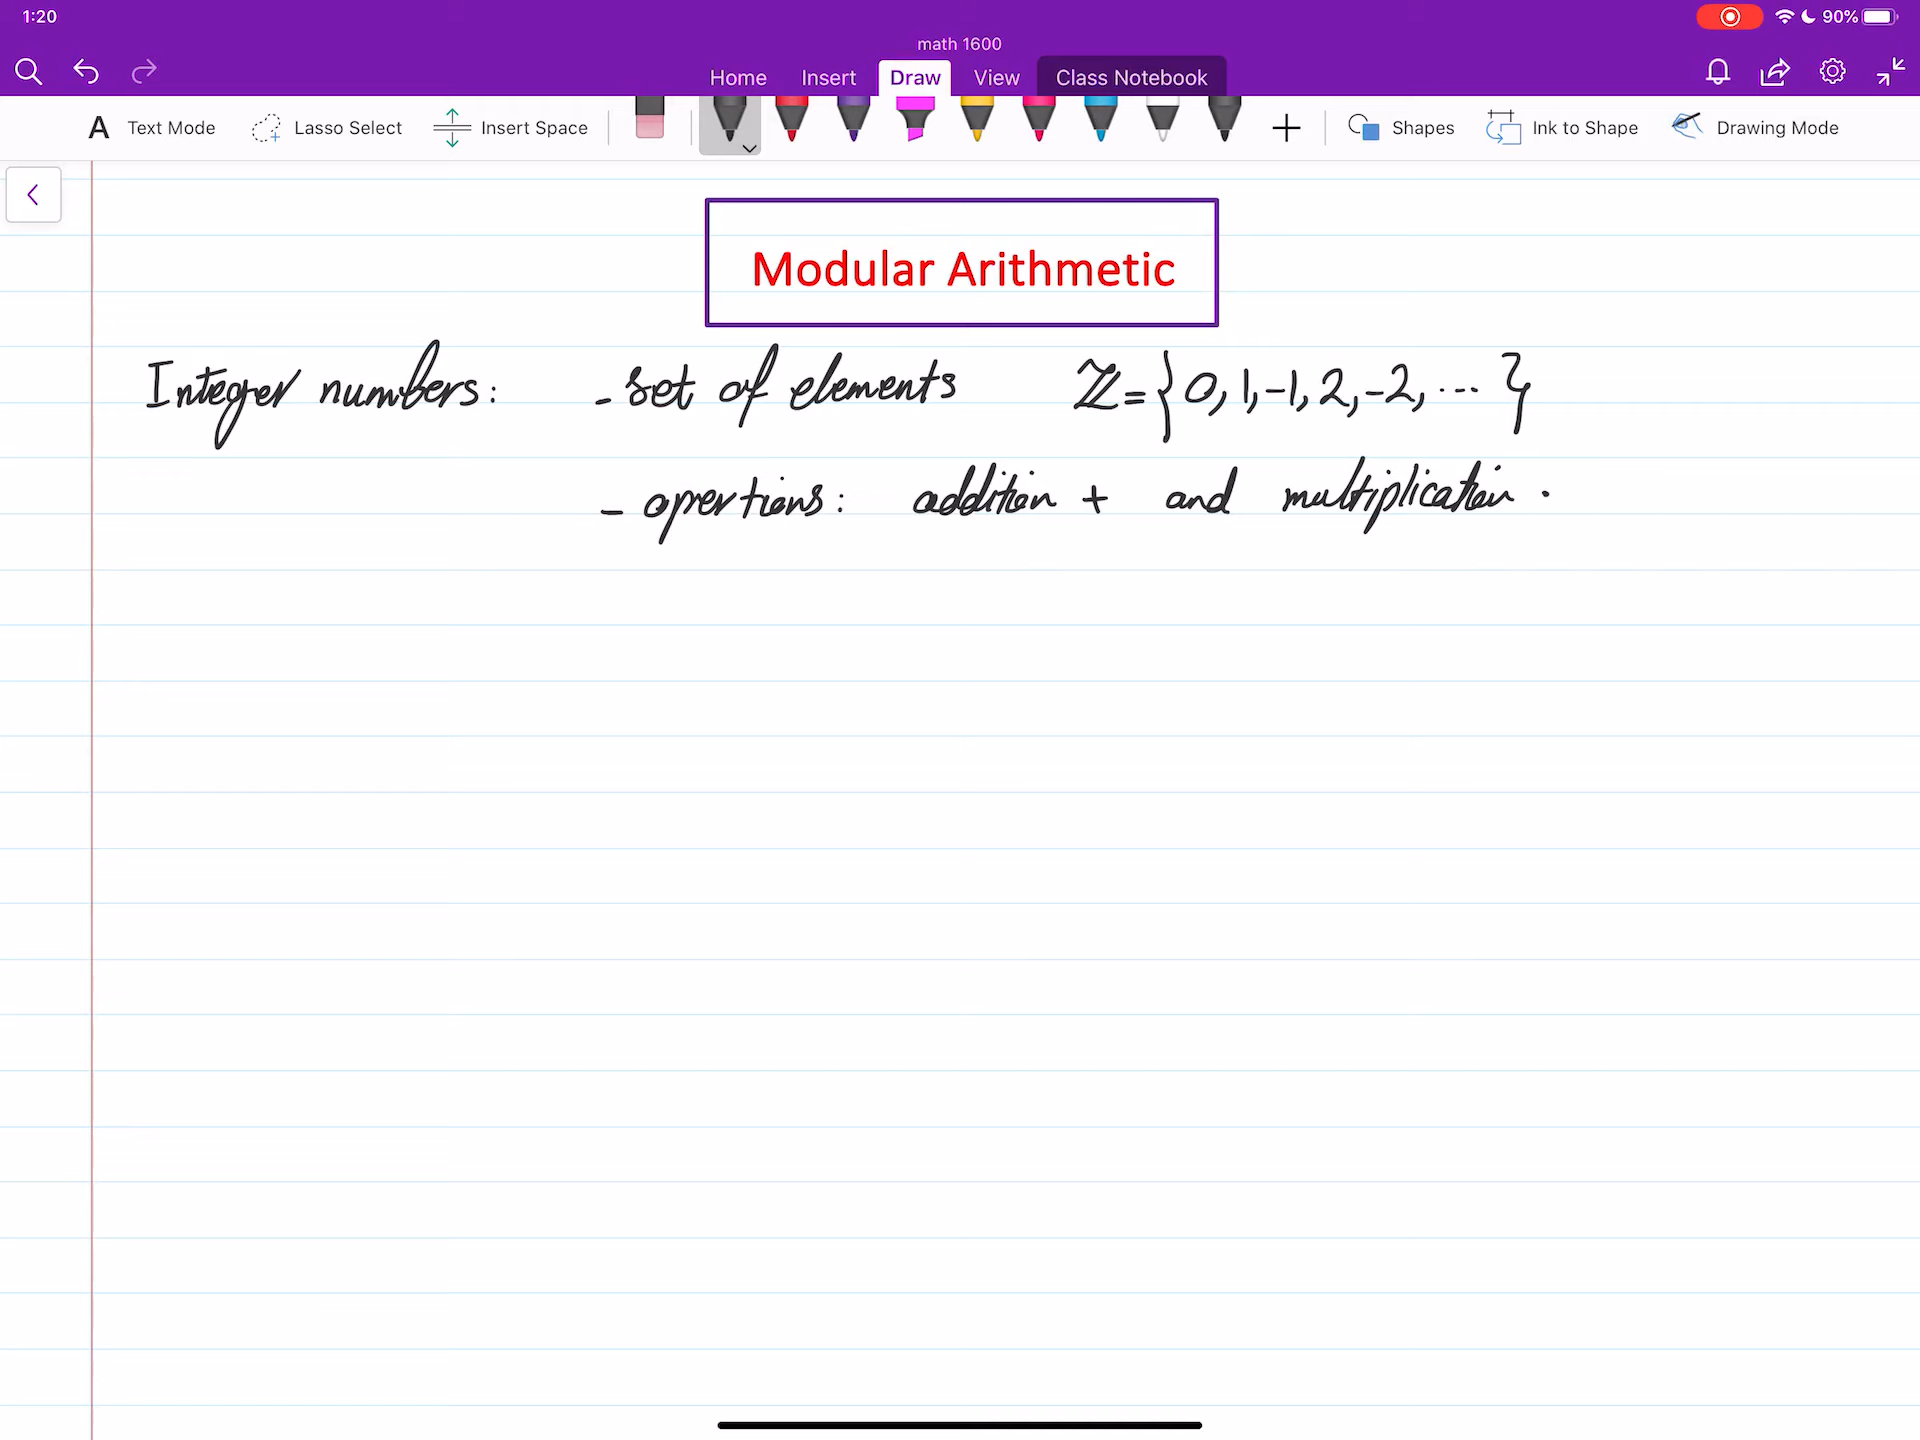 1:20
90%
math 1600
Home Insert Draw View Class Notebook
A Text Mode Lasso Select Insert Space Shapes Ink to Shape Drawing Mode
Modular Arithmetic
Integer numbers: - set of elements ℤ = {0, 1, -1, 2, -2, ... }
- opertions: addition + and multiplication ·